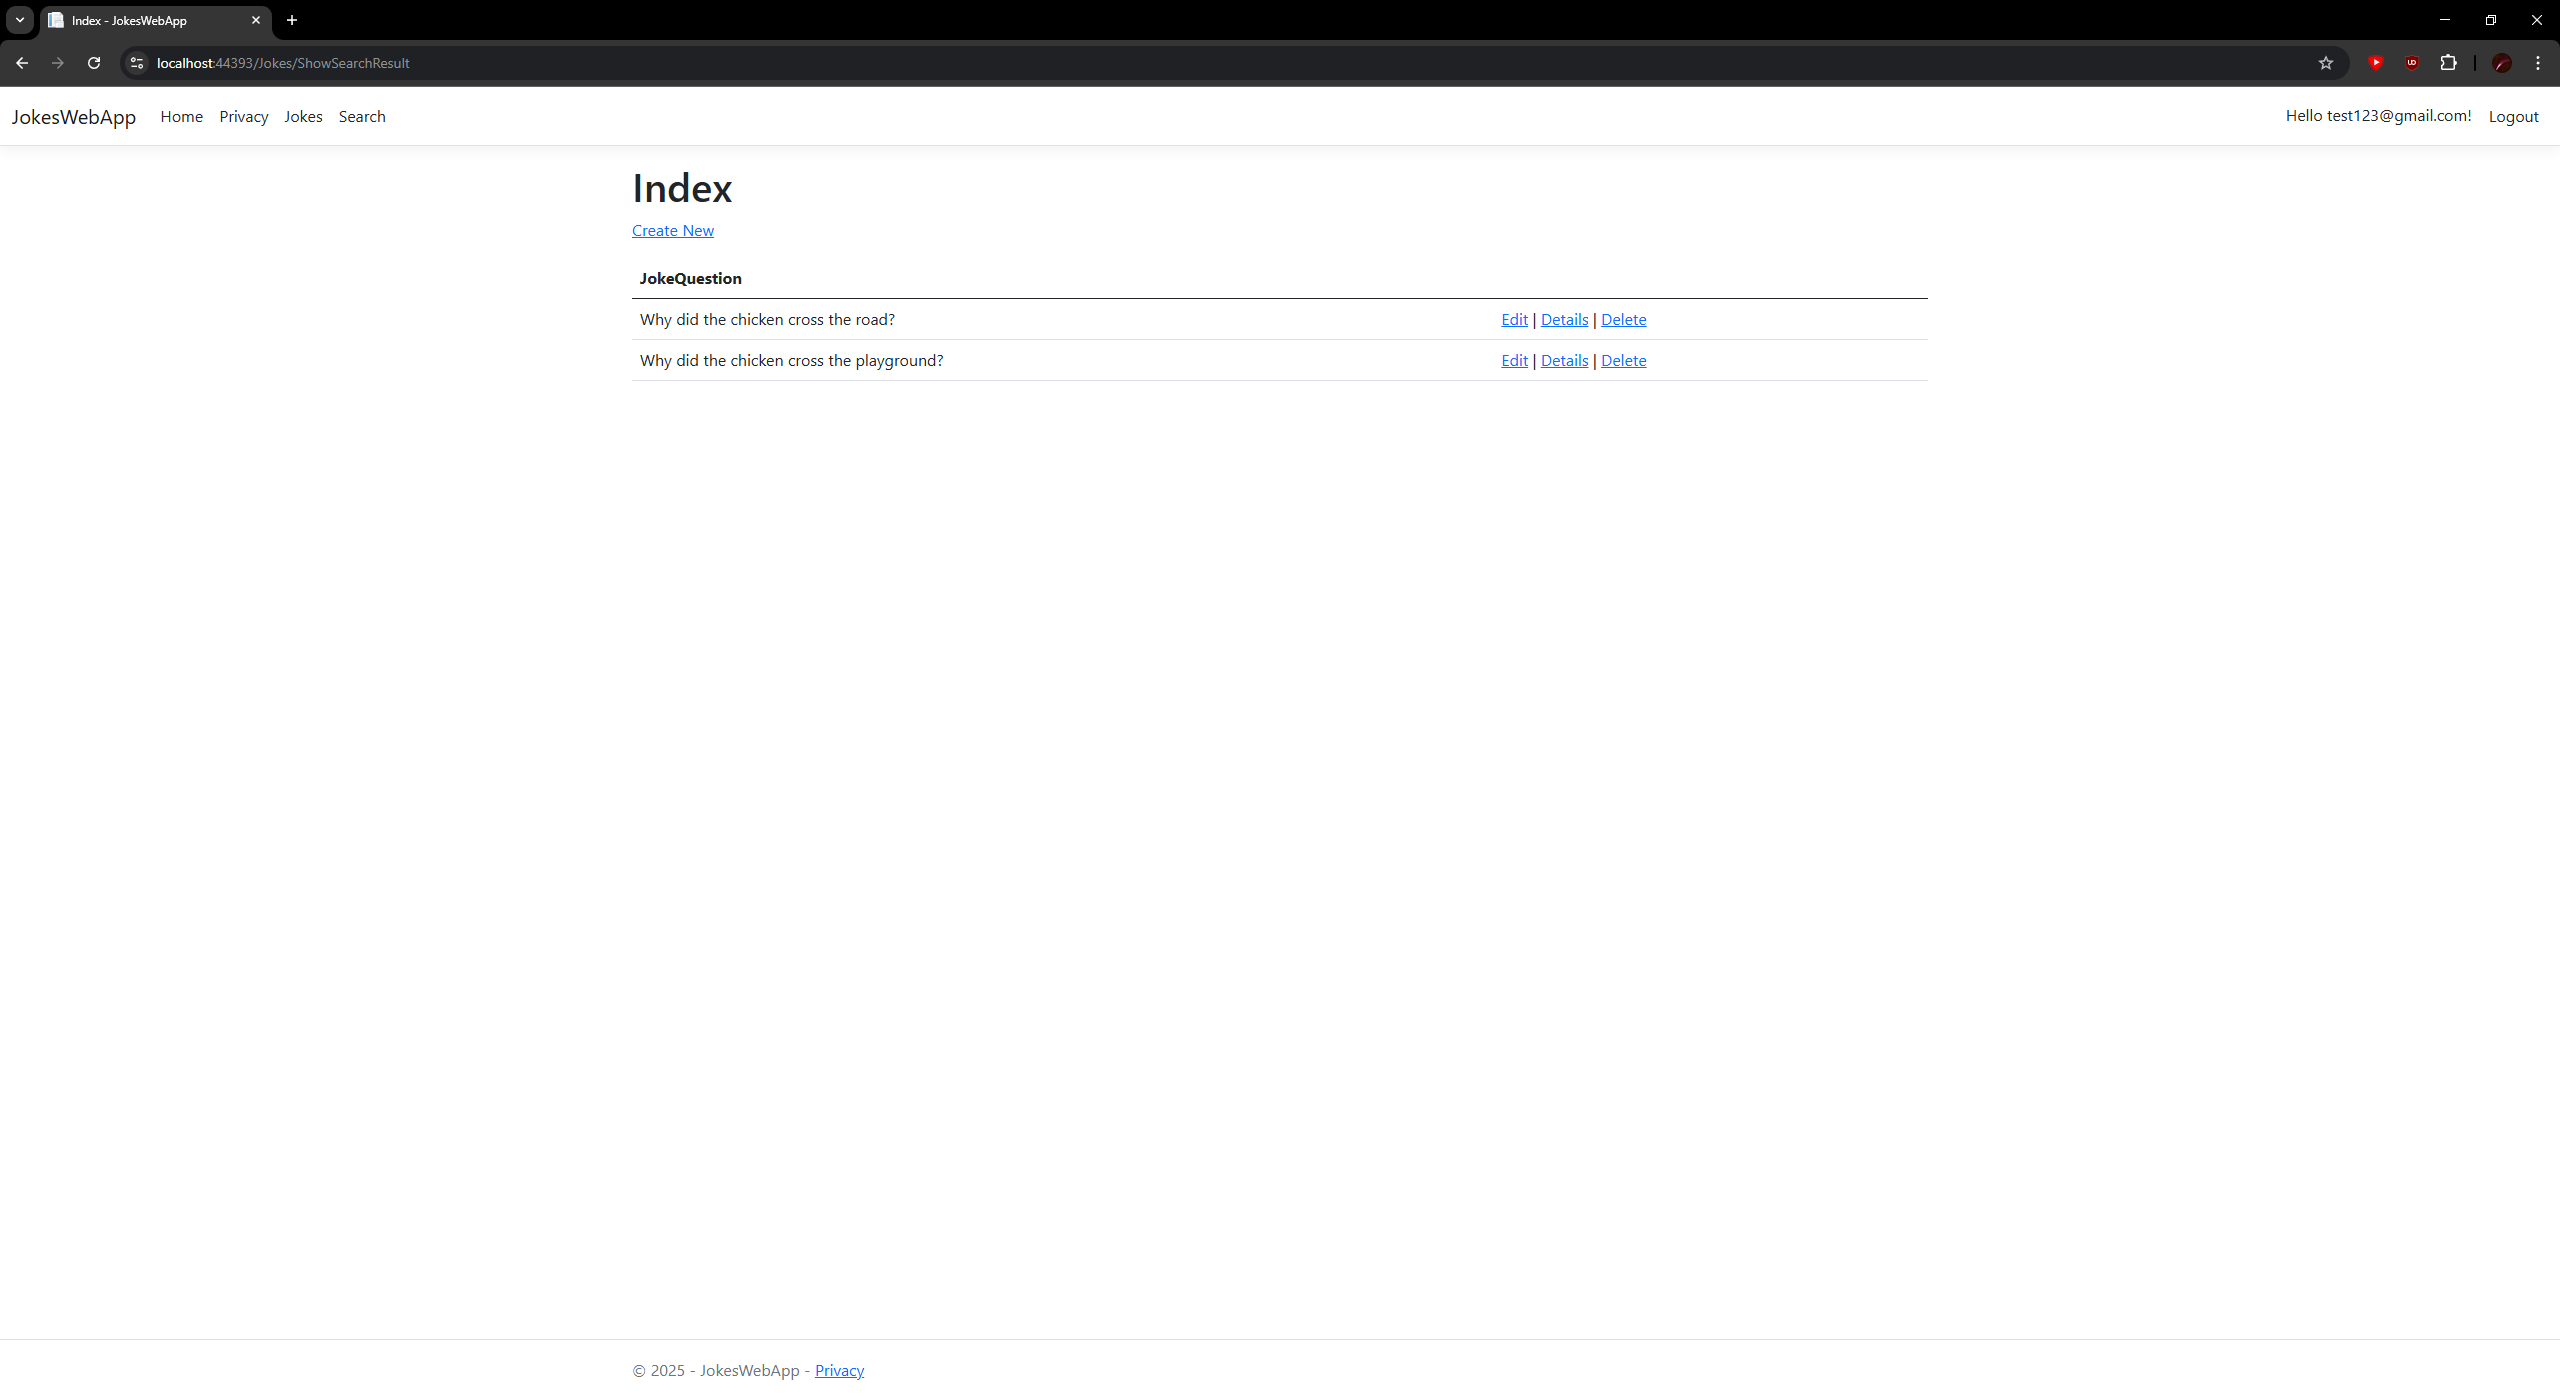 Index - JokesWebApp
localhost:44393/Jokes/ShowSearchResult
JokesWebApp Home Privacy Jokes Search Hello test123@gmail.com! Logout
Index
Create New
JokeQuestion
Why did the chicken cross the road? Edit | Details | Delete
Why did the chicken cross the playground? Edit | Details | Delete
© 2025 - JokesWebApp - Privacy